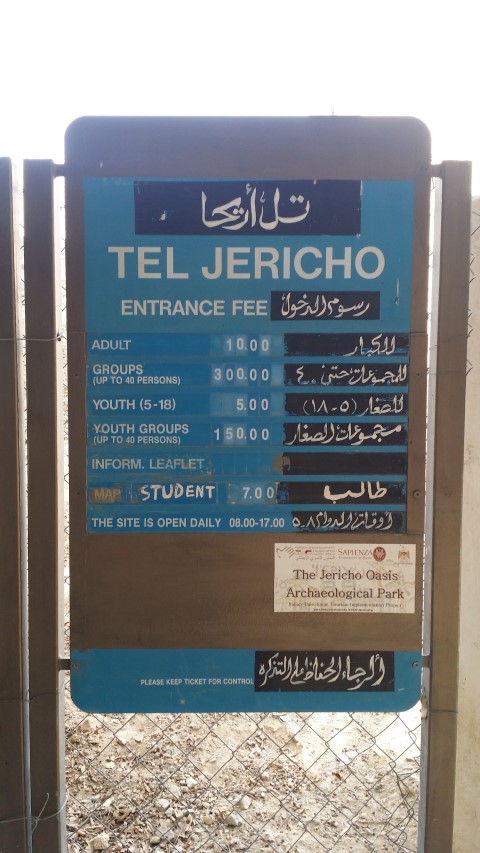 تل أريحا
TEL JERICHO
ENTRANCE FEE رسوم الدخول
ADULT 10.00 للكبار
GROUPS 300.00 للمجموعات حتى ٤٠
(UP TO 40 PERSONS)
YOUTH (5-18) 5.00 للصغار (٥-١٨)
YOUTH GROUPS 150.00 مجموعات الصغار
(UP TO 40 PERSONS)
INFORM. LEAFLET
MAP STUDENT 7.00 طالب
THE SITE IS OPEN DAILY 08.00-17.00 أوقات الدوام ٨-٥
SAPIENZA
The Jericho Oasis
Archaeological Park
PLEASE KEEP TICKET FOR CONTROL الرجاء الحفاظ على التذكرة